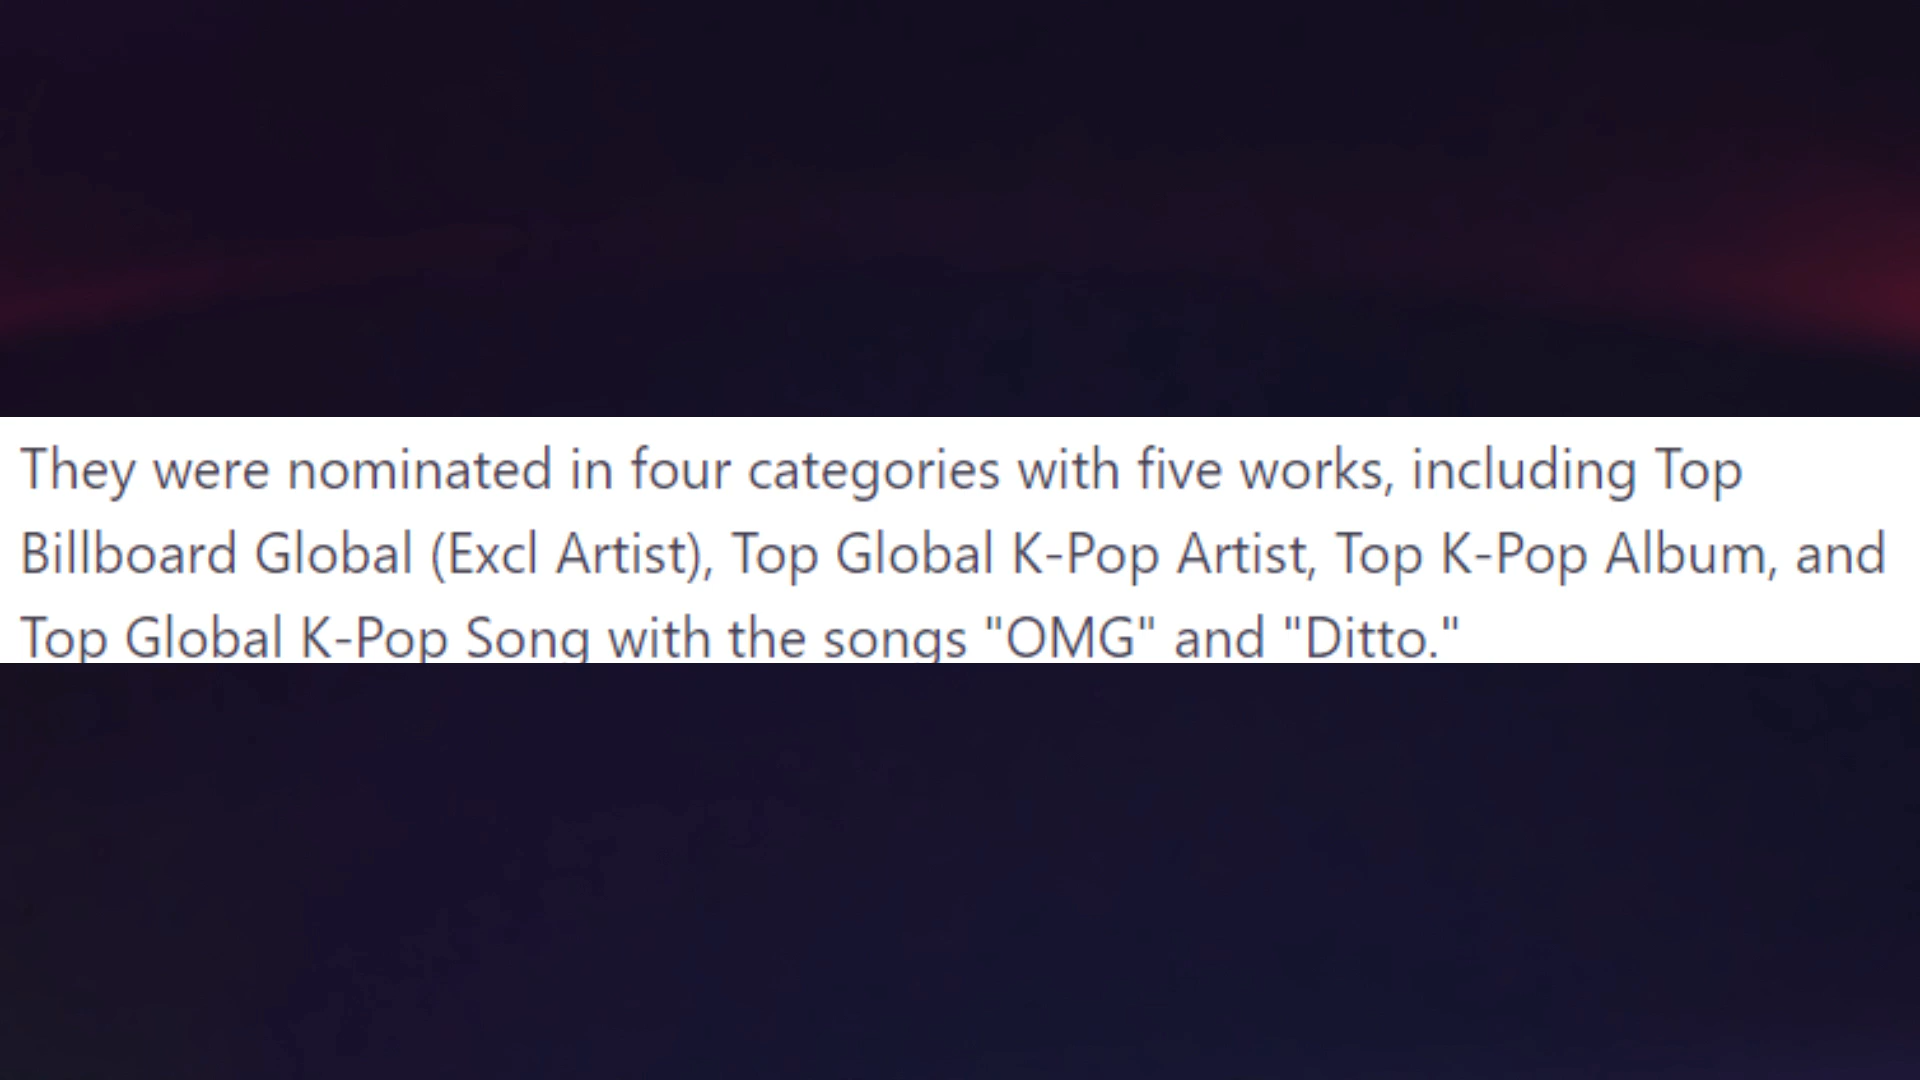 They were nominated in four categories with five works, including Top
Billboard Global (Excl Artist), Top Global K-Pop Artist, Top K-Pop Album, and
Top Global K-Pop Song with the songs "OMG" and "Ditto."